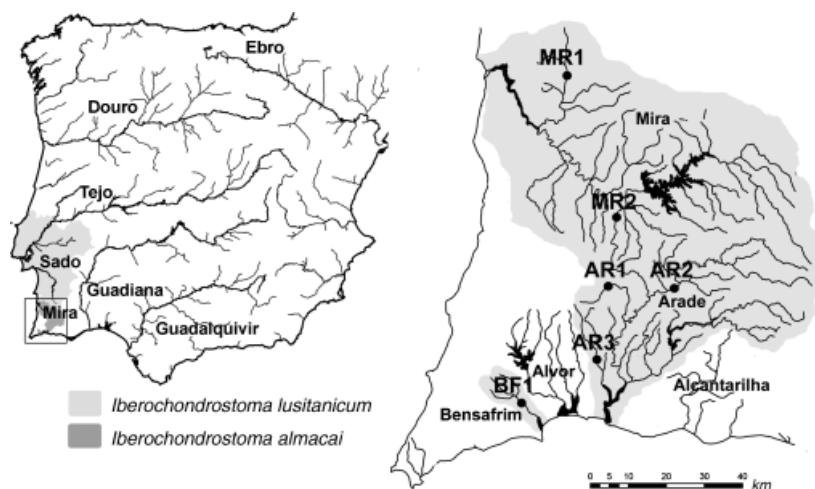 Ebro
Douro
Tejo
Sado
Guadiana
Mira
Guadalquivir
Iberochondrostoma lusitanicum
Iberochondrostoma almacai
MR1
Mira
MR2
AR1
AR2
Arade
AR3
Alvor
BF1
Alcantarilha
Bensafrim
0 5 10 20 30 40
km